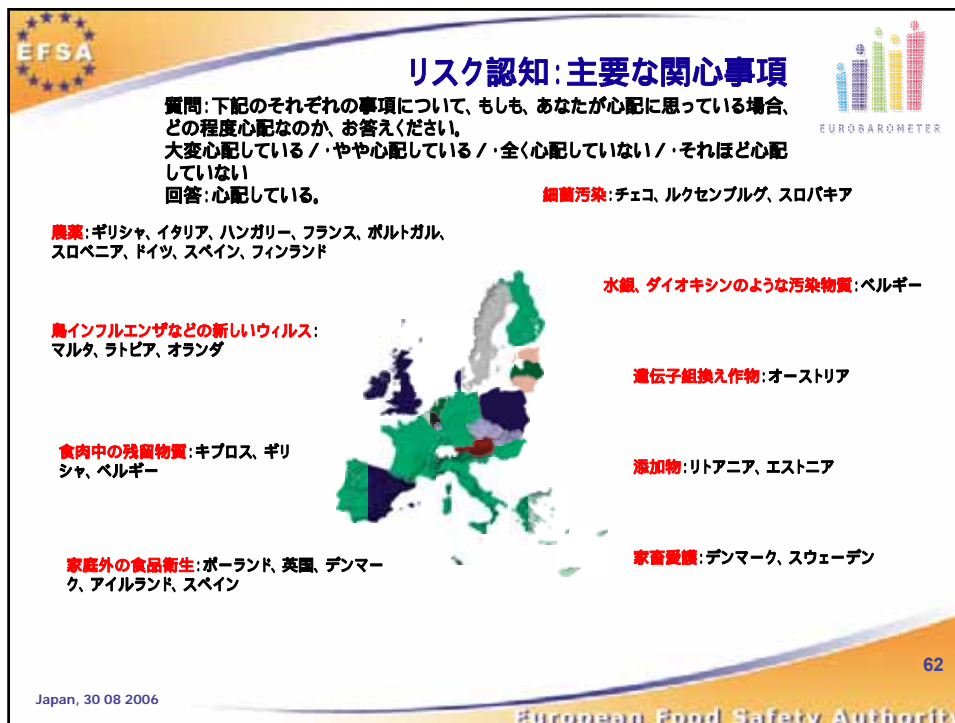 EFSA
リスク認知：主要な関心事項
EUROBAROMETER
質問：下記のそれぞれの事項について、もしも、あなたが心配に思っている場合、
どの程度心配なのか、お答えください。
大変心配している / ・やや心配している / ・全く心配していない / ・それほど心配
していない
回答：心配している。
細菌汚染：チェコ、ルクセンブルグ、スロバキア
農薬：ギリシャ、イタリア、ハンガリー、フランス、ポルトガル、
スロベニア、ドイツ、スペイン、フィンランド
水銀、ダイオキシンのような汚染物質：ベルギー
鳥インフルエンザなどの新しいウィルス：
マルタ、ラトビア、オランダ
遺伝子組換え作物：オーストリア
食肉中の残留物質：キプロス、ギリ
シャ、ベルギー
添加物：リトアニア、エストニア
家庭外の食品衛生：ポーランド、英国、デンマー
ク、アイルランド、スペイン
家畜愛護：デンマーク、スウェーデン
62
Japan, 30 08 2006
European Food Safety Authorit